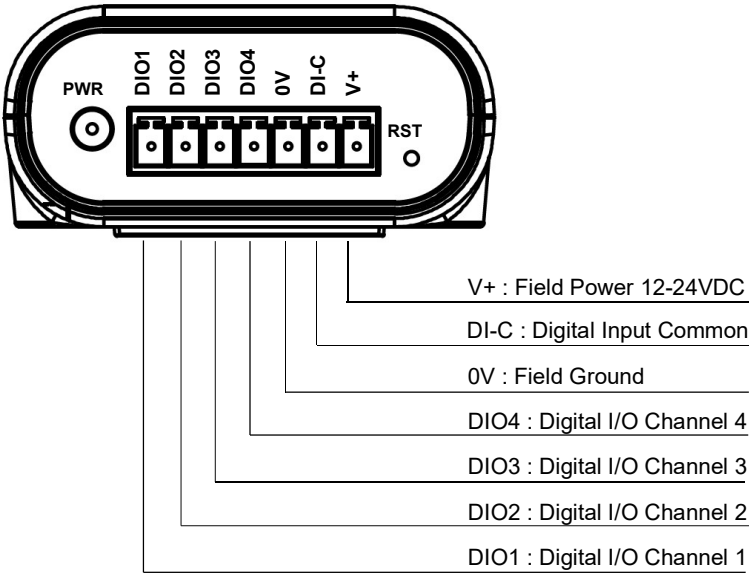 PWR
DIO1
DIO2
DIO3
DIO4
0V
DI-C
V+
RST
V+ : Field Power 12-24VDC
DI-C : Digital Input Common
0V : Field Ground
DIO4 : Digital I/O Channel 4
DIO3 : Digital I/O Channel 3
DIO2 : Digital I/O Channel 2
DIO1 : Digital I/O Channel 1